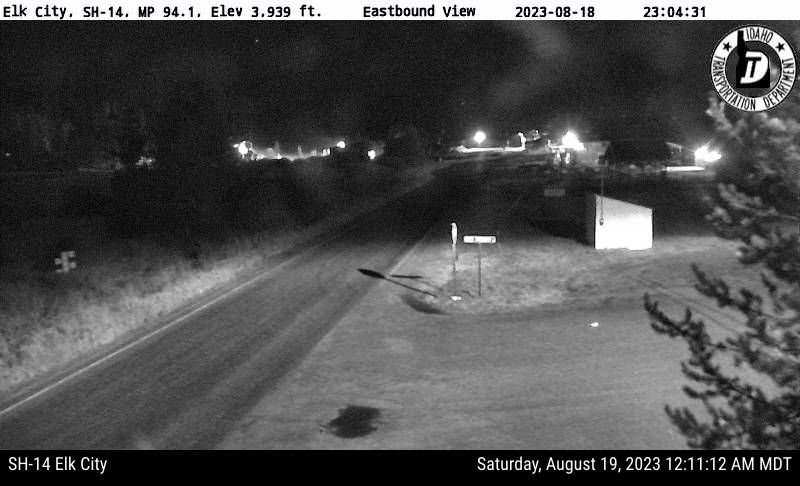 Elk City, SH-14, MP 94.1, Elev 3,939 ft. Eastbound View 2023-08-18 23:04:31
IDAHO
TRANSPORTATION DEPARTMENT
SH-14 Elk City Saturday, August 19, 2023 12:11:12 AM MDT